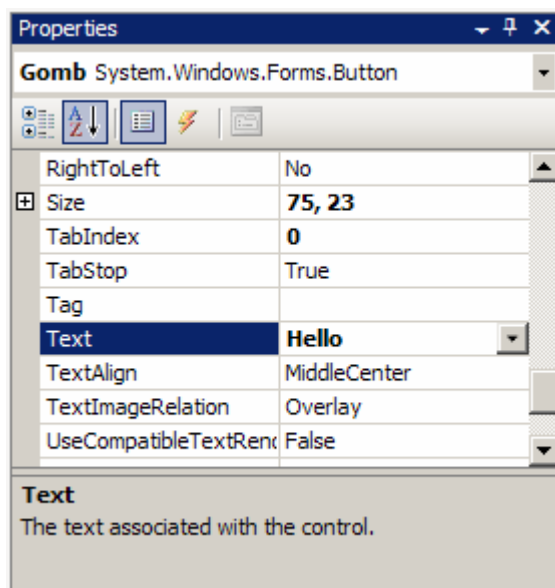 Properties
Gomb System.Windows.Forms.Button
A
Z
RightToLeft No
Size 75, 23
TabIndex 0
TabStop True
Tag
Text Hello
TextAlign MiddleCenter
TextImageRelation Overlay
UseCompatibleTextRen False
Text
The text associated with the control.